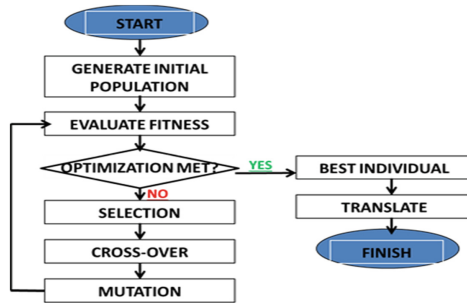 START
GENERATE INITIAL
POPULATION
EVALUATE FITNESS
OPTIMIZATION MET?
YES
NO
SELECTION
CROSS-OVER
MUTATION
BEST INDIVIDUAL
TRANSLATE
FINISH